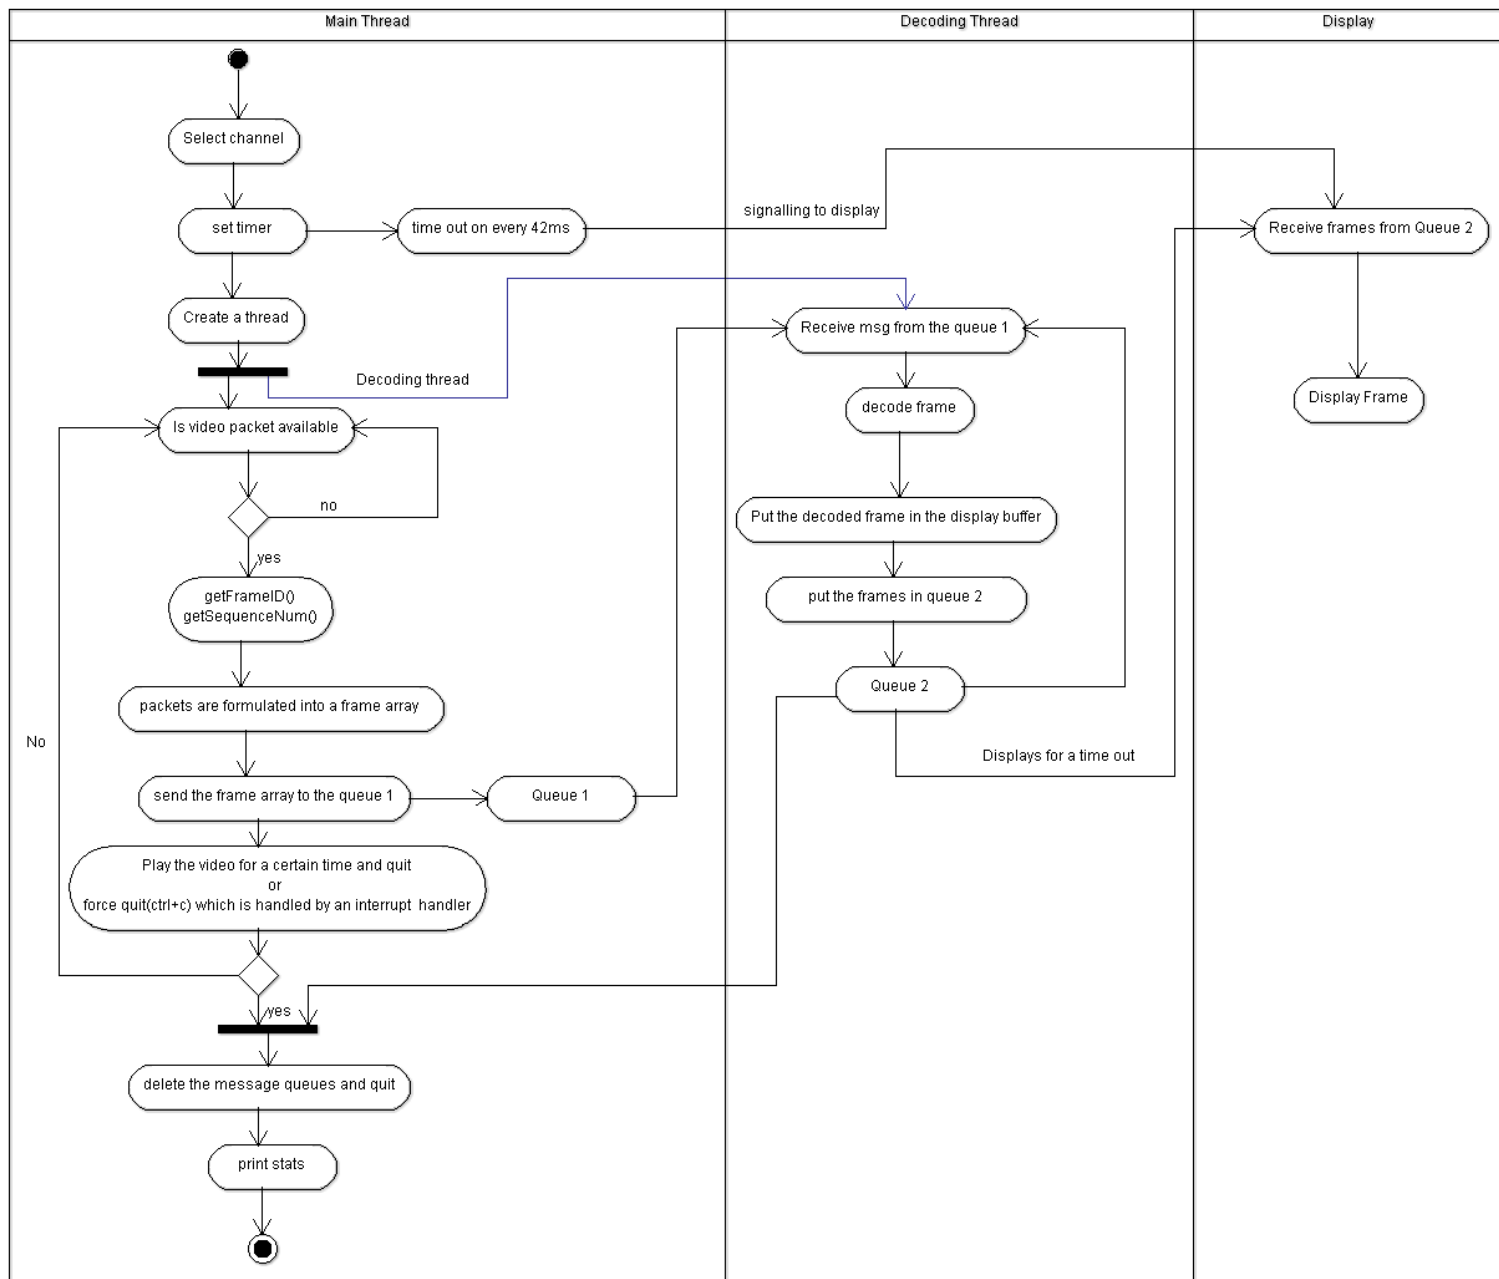 Main Thread
Decoding Thread
Display
Select channel
set timer
time out on every 42ms
signalling to display
Receive frames from Queue 2
Create a thread
Receive msg from the queue 1
Decoding thread
decode frame
Display Frame
Is video packet available
no
yes
Put the decoded frame in the display buffer
getFrameID()
getSequenceNum()
put the frames in queue 2
Queue 2
packets are formulated into a frame array
No
Displays for a time out
send the frame array to the queue 1
Queue 1
Play the video for a certain time and quit
or
force quit(ctrl+c) which is handled by an interrupt handler
yes
delete the message queues and quit
print stats